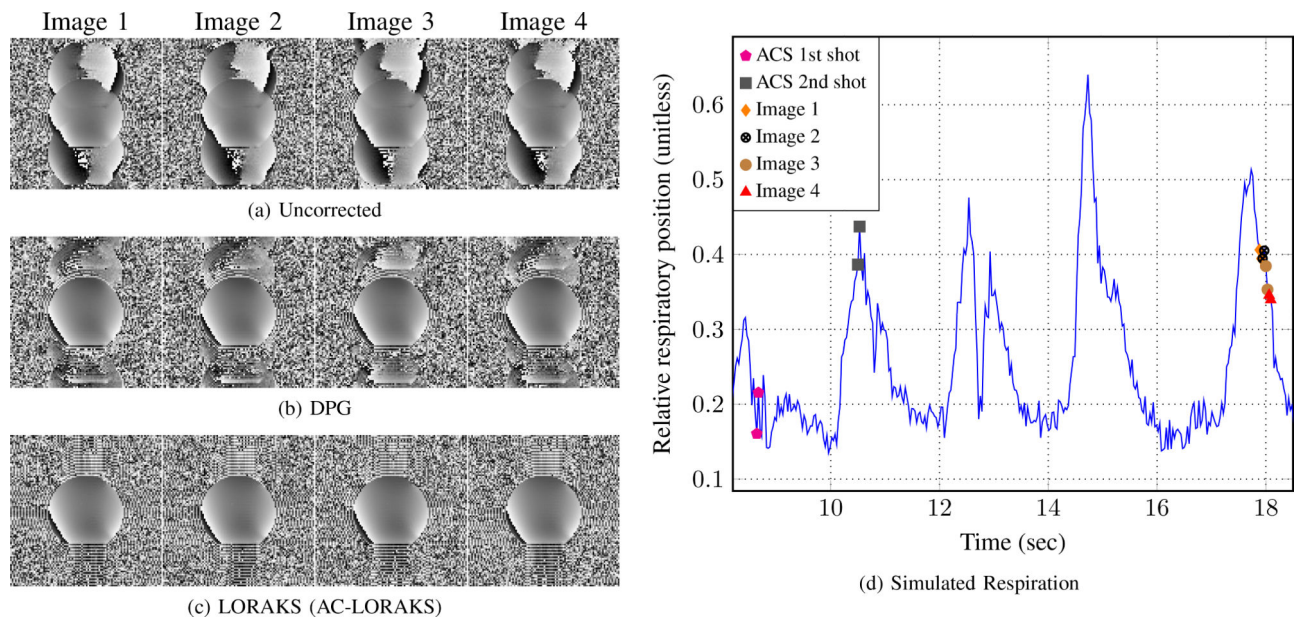 Image 1 Image 2 Image 3 Image 4
(a) Uncorrected
(b) DPG
(c) LORAKS (AC-LORAKS)
ACS 1st shot
ACS 2nd shot
Image 1
Image 2
Image 3
Image 4
Relative respiratory position (unitless)
0.6
0.5
0.4
0.3
0.2
0.1
10 12 14 16 18
Time (sec)
(d) Simulated Respiration